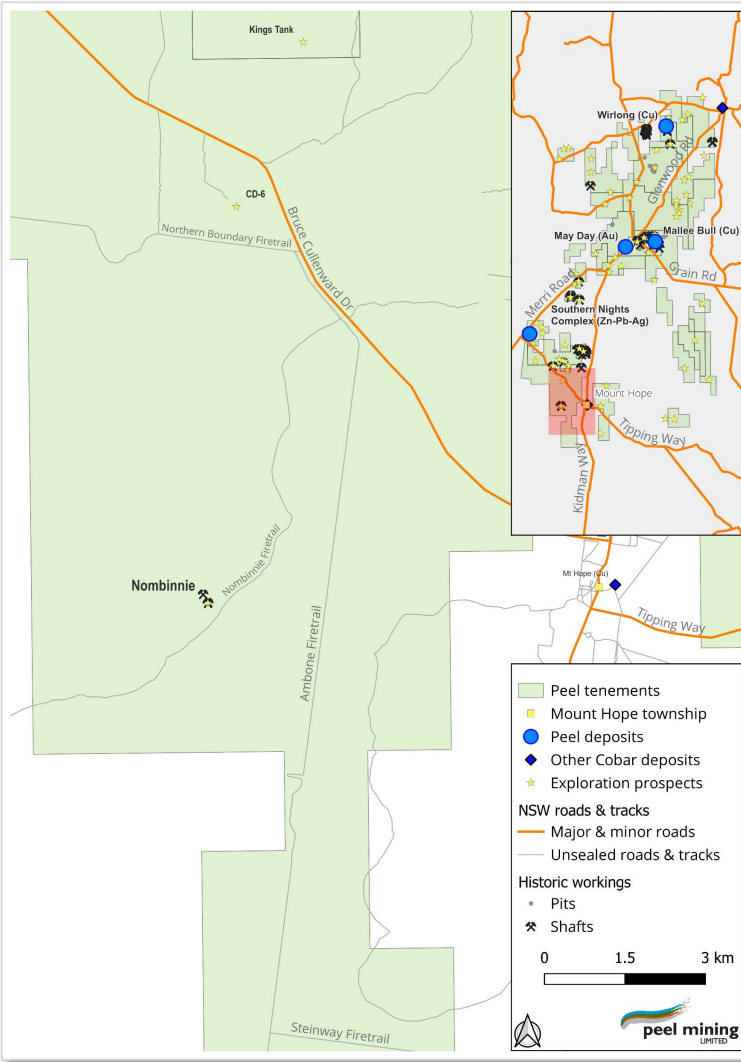 Kings Tank
CD-6
Northern Boundary Firetrail
Bruce Cullenward Dr
Nombinnie
Nombinnie Firetrail
Ambone Firetrail
Steinway Firetrail
Mt Hope (Cu)
Tipping Way
Wirlong (Cu)
Glenwood Rd
May Day (Au)
Mallee Bull (Cu)
Grain Rd
Merri Road
Southern Nights
Complex (Zn-Pb-Ag)
Mount Hope
Tipping Way
Kidman Way
Peel tenements
Mount Hope township
Peel deposits
Other Cobar deposits
Exploration prospects
NSW roads & tracks
Major & minor roads
Unsealed roads & tracks
Historic workings
Pits
Shafts
0 1.5 3 km
peel mining
LIMITED